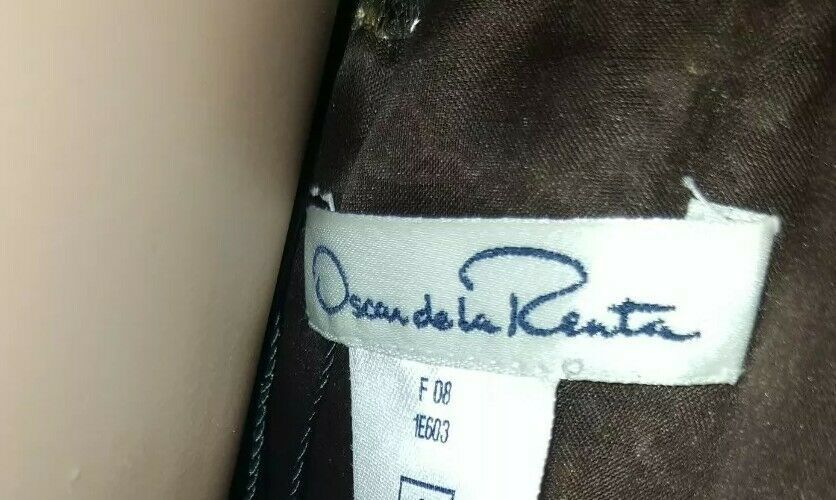 Oscar de la Renta
F 08
1E603